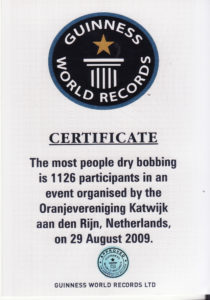 GUINNESS
WORLD RECORDS
CERTIFICATE
The most people dry bobbing
is 1126 participants in an
event organised by the
Oranjevereniging Katwijk
aan den Rijn, Netherlands,
on 29 August 2009.
GUINNESS WORLD RECORDS LTD